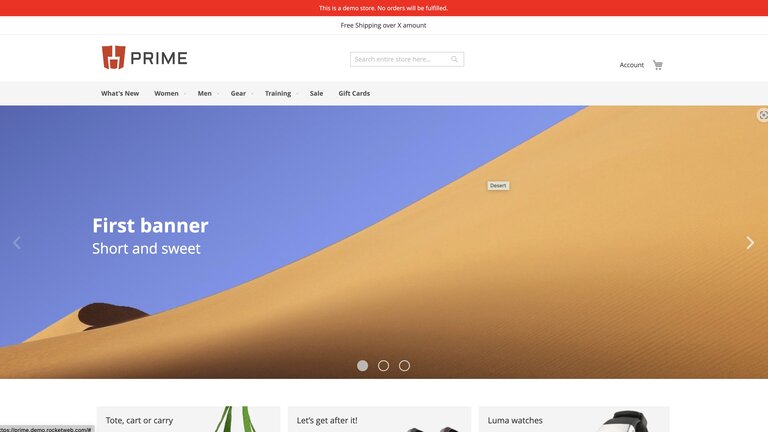 This is a demo store. No orders will be fulfilled.
Free Shipping over X amount
PRIME
Search entire store here...
Account
What's New Women Men Gear Training Sale Gift Cards
Desert
First banner
Short and sweet
Tote, cart or carry
Let's get after it!
Luma watches
ttps://prime.demo.rocketweb.com/#